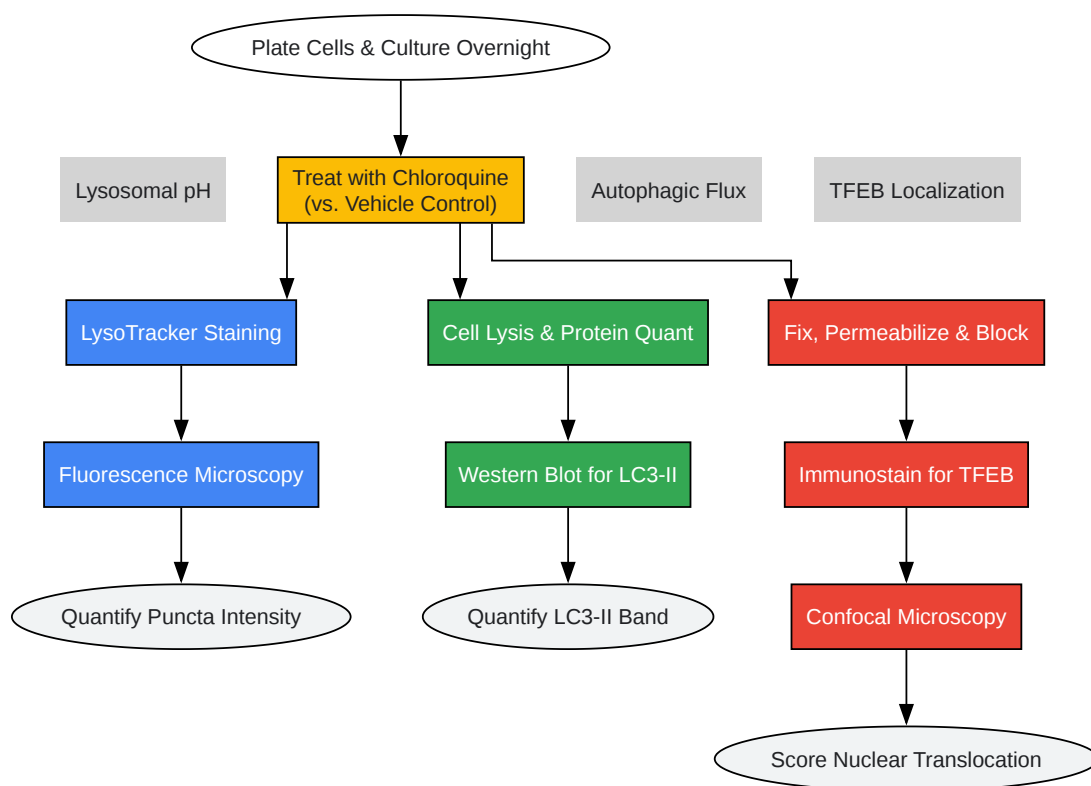 Plate Cells & Culture Overnight
Lysosomal pH
Treat with Chloroquine
(vs. Vehicle Control)
Autophagic Flux
TFEB Localization
LysoTracker Staining
Cell Lysis & Protein Quant
Fix, Permeabilize & Block
Fluorescence Microscopy
Western Blot for LC3-II
Immunostain for TFEB
Quantify Puncta Intensity
Quantify LC3-II Band
Confocal Microscopy
Score Nuclear Translocation